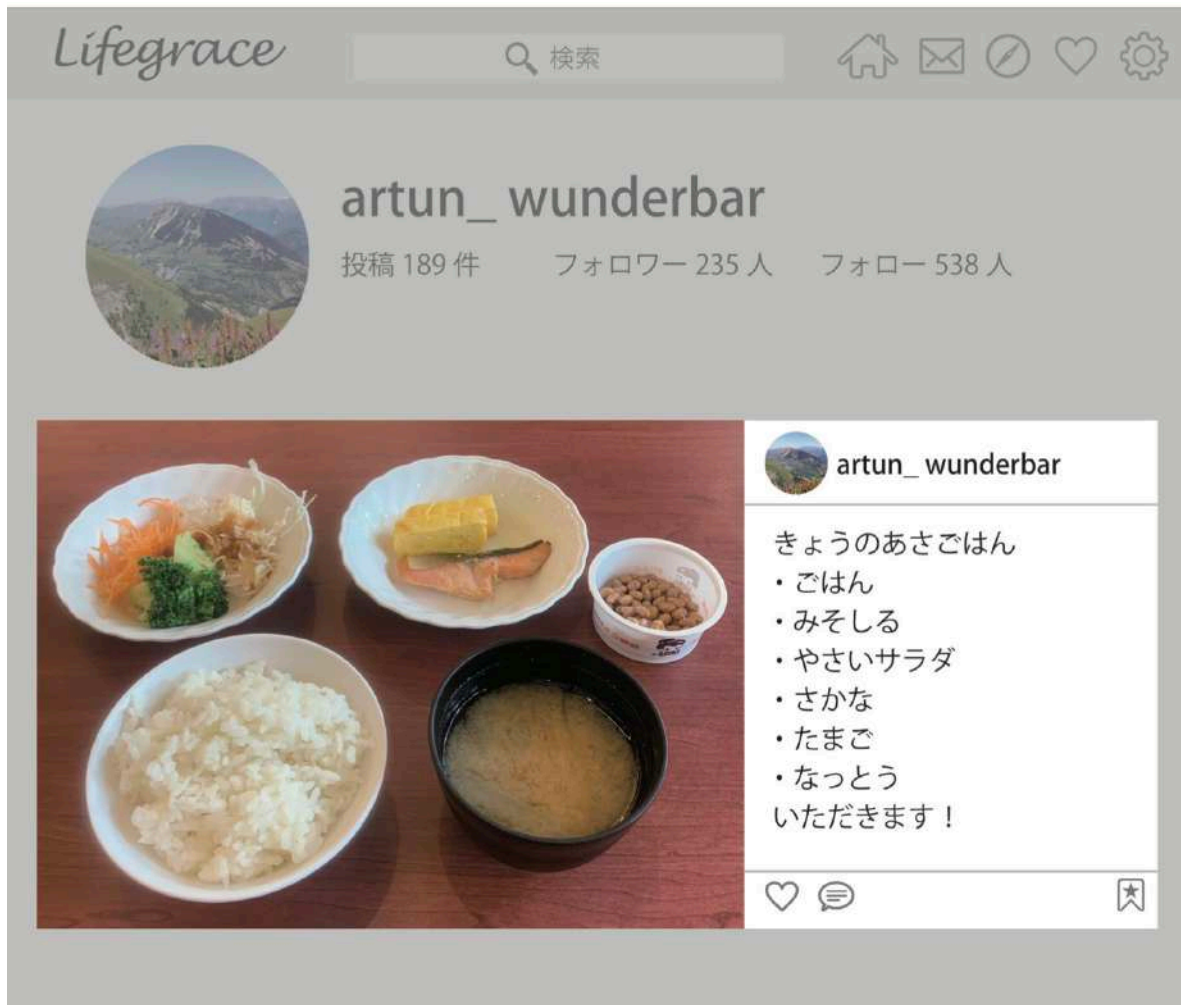 Lifegrace
検索
artun_ wunderbar
投稿 189 件 フォロワー 235 人 フォロー 538 人
artun_ wunderbar
きょうのあさごはん
・ごはん
・みそしる
・やさいサラダ
・さかな
・たまご
・なっとう
いただきます！